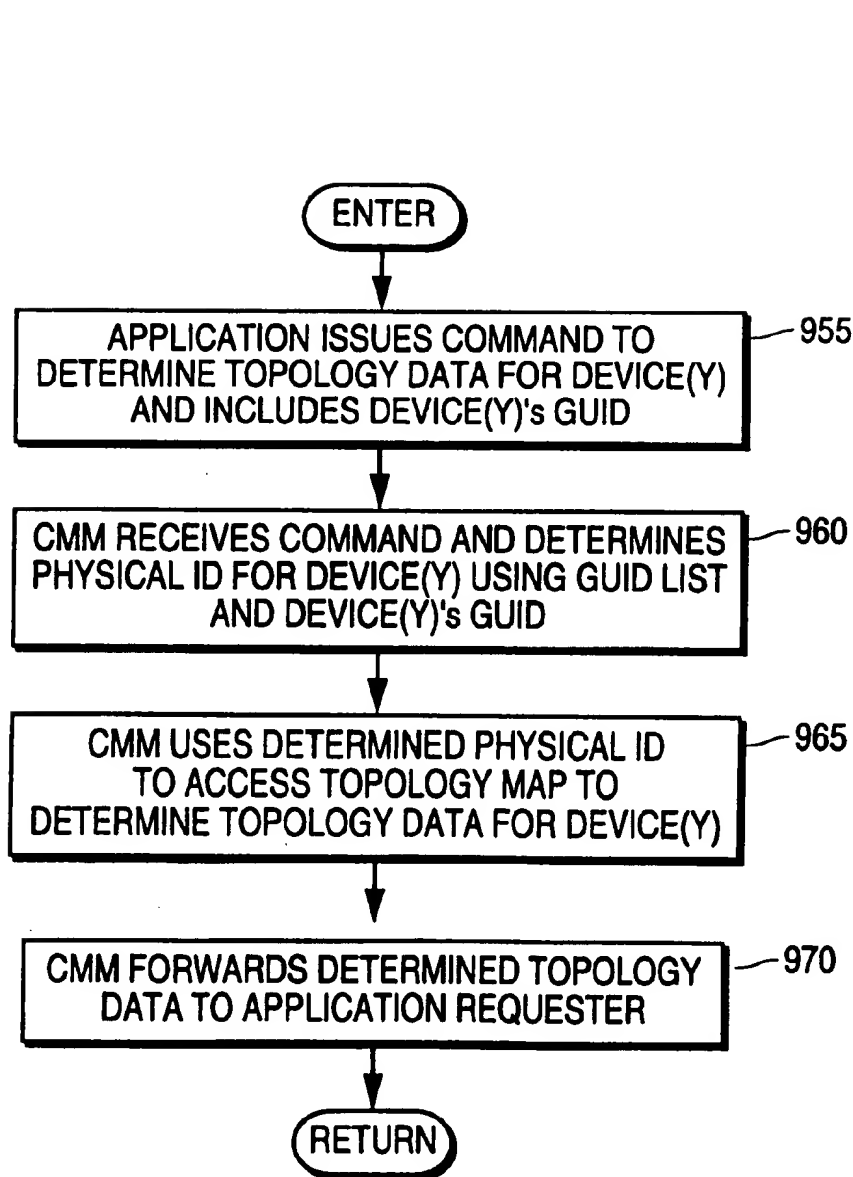 ENTER
APPLICATION ISSUES COMMAND TO
DETERMINE TOPOLOGY DATA FOR DEVICE(Y)
AND INCLUDES DEVICE(Y)'s GUID
955
CMM RECEIVES COMMAND AND DETERMINES
PHYSICAL ID FOR DEVICE(Y) USING GUID LIST
AND DEVICE(Y)'s GUID
960
CMM USES DETERMINED PHYSICAL ID
TO ACCESS TOPOLOGY MAP TO
DETERMINE TOPOLOGY DATA FOR DEVICE(Y)
965
CMM FORWARDS DETERMINED TOPOLOGY
DATA TO APPLICATION REQUESTER
970
RETURN